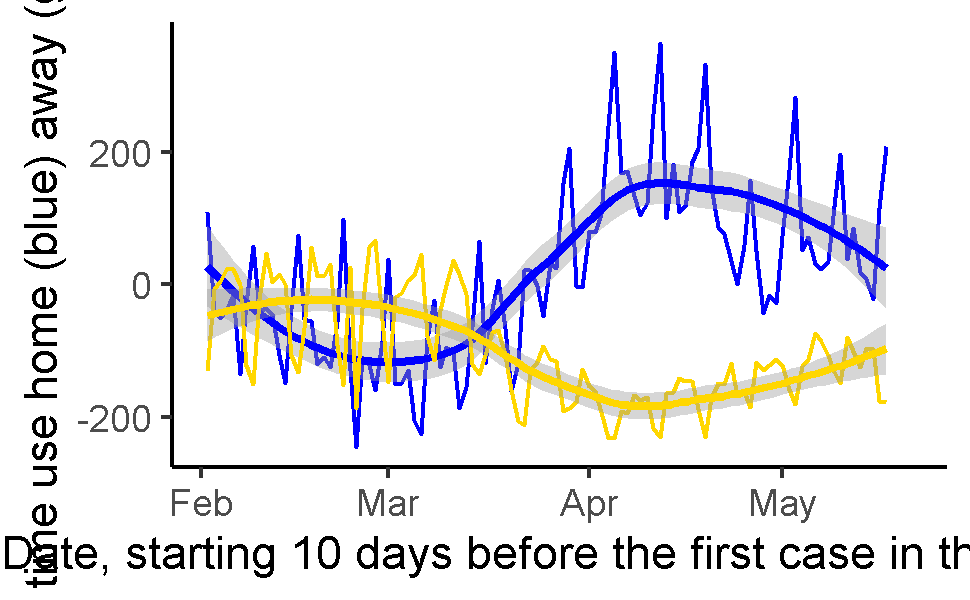 time use home (blue) away (
200
0
-200
Feb Mar Apr May
Date, starting 10 days before the first case in th